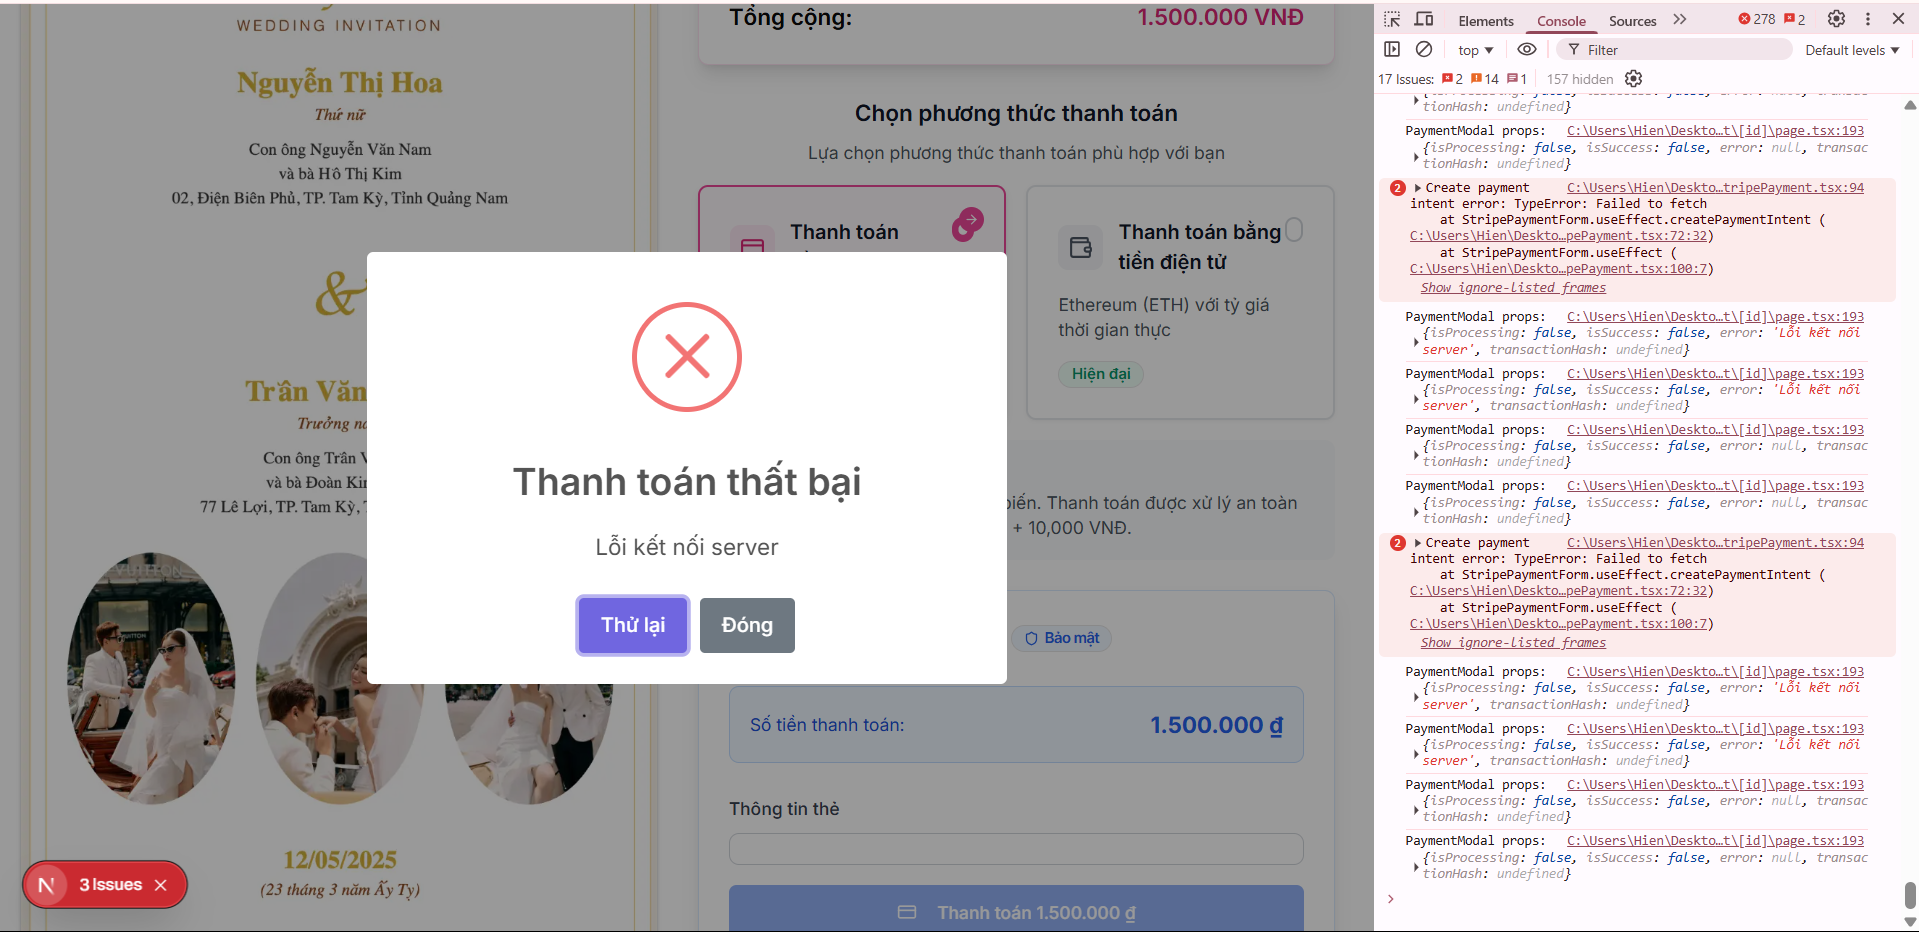 WEDDING INVITATION
Nguyễn Thị Hoa
Thứ nữ
Con ông Nguyễn Văn Nam
và bà Hồ Thị Kim
02, Điện Biên Phủ, TP. Tam Kỳ, Tỉnh Quảng Nam
&
Trần Văn
Trưởng na
Con ông Trần V
và bà Đoàn Kin
77 Lê Lợi, TP. Tam Kỳ, T
VUITTON
12/05/2025
(23 tháng 3 năm Ấy Tỵ)
N 3 Issues
Tổng cộng: 1.500.000 VNĐ
Chọn phương thức thanh toán
Lựa chọn phương thức thanh toán phù hợp với bạn
Thanh toán
Thanh toán bằng
tiền điện tử
Ethereum (ETH) với tỷ giá
thời gian thực
Hiện đại
biến. Thanh toán được xử lý an toàn
+ 10,000 VNĐ.
Thanh toán thất bại
Lỗi kết nối server
Thử lại Đóng
Bảo mật
Số tiền thanh toán: 1.500.000 ₫
Thông tin thẻ
Thanh toán 1.500.000 ₫
Elements Console Sources 278 2
top Filter Default levels
17 Issues: 2 14 1 157 hidden
tionHash: undefined}
PaymentModal props: C:\Users\Hien\Deskto…t\[id]\page.tsx:193
{isProcessing: false, isSuccess: false, error: null, transac
tionHash: undefined}
2 Create payment C:\Users\Hien\Deskto…tripePayment.tsx:94
intent error: TypeError: Failed to fetch
at StripePaymentForm.useEffect.createPaymentIntent (
C:\Users\Hien\Deskto…pePayment.tsx:72:32)
at StripePaymentForm.useEffect (
C:\Users\Hien\Deskto…pePayment.tsx:100:7)
Show ignore-listed frames
PaymentModal props: C:\Users\Hien\Deskto…t\[id]\page.tsx:193
{isProcessing: false, isSuccess: false, error: 'Lỗi kết nối
server', transactionHash: undefined}
PaymentModal props: C:\Users\Hien\Deskto…t\[id]\page.tsx:193
{isProcessing: false, isSuccess: false, error: 'Lỗi kết nối
server', transactionHash: undefined}
PaymentModal props: C:\Users\Hien\Deskto…t\[id]\page.tsx:193
{isProcessing: false, isSuccess: false, error: null, transac
tionHash: undefined}
PaymentModal props: C:\Users\Hien\Deskto…t\[id]\page.tsx:193
{isProcessing: false, isSuccess: false, error: null, transac
tionHash: undefined}
2 Create payment C:\Users\Hien\Deskto…tripePayment.tsx:94
intent error: TypeError: Failed to fetch
at StripePaymentForm.useEffect.createPaymentIntent (
C:\Users\Hien\Deskto…pePayment.tsx:72:32)
at StripePaymentForm.useEffect (
C:\Users\Hien\Deskto…pePayment.tsx:100:7)
Show ignore-listed frames
PaymentModal props: C:\Users\Hien\Deskto…t\[id]\page.tsx:193
{isProcessing: false, isSuccess: false, error: 'Lỗi kết nối
server', transactionHash: undefined}
PaymentModal props: C:\Users\Hien\Deskto…t\[id]\page.tsx:193
{isProcessing: false, isSuccess: false, error: 'Lỗi kết nối
server', transactionHash: undefined}
PaymentModal props: C:\Users\Hien\Deskto…t\[id]\page.tsx:193
{isProcessing: false, isSuccess: false, error: null, transac
tionHash: undefined}
PaymentModal props: C:\Users\Hien\Deskto…t\[id]\page.tsx:193
{isProcessing: false, isSuccess: false, error: null, transac
tionHash: undefined}